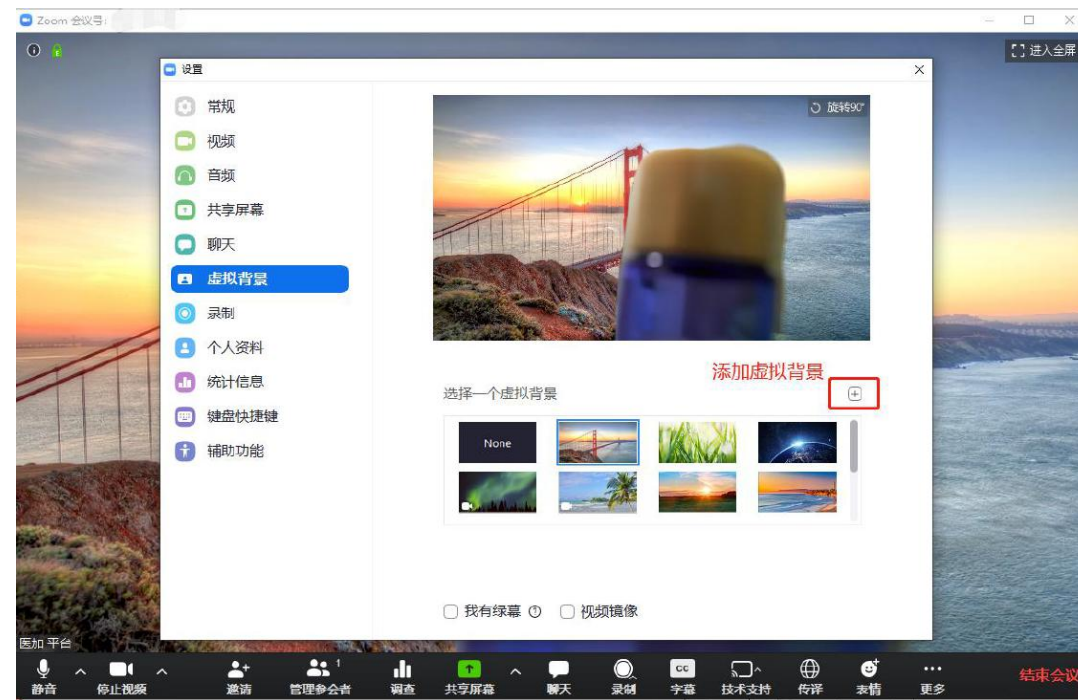 Zoom 会议号:
进入全屏
设置
常规
视频
音频
共享屏幕
聊天
虚拟背景
录制
个人资料
统计信息
键盘快捷键
辅助功能
旋转90°
添加虚拟背景
选择一个虚拟背景
None
我有绿幕
视频镜像
医加 平台
静音
停止视频
邀请
管理参会者
1
调查
共享屏幕
聊天
录制
CC
字幕
技术支持
传译
表情
更多
结束会议